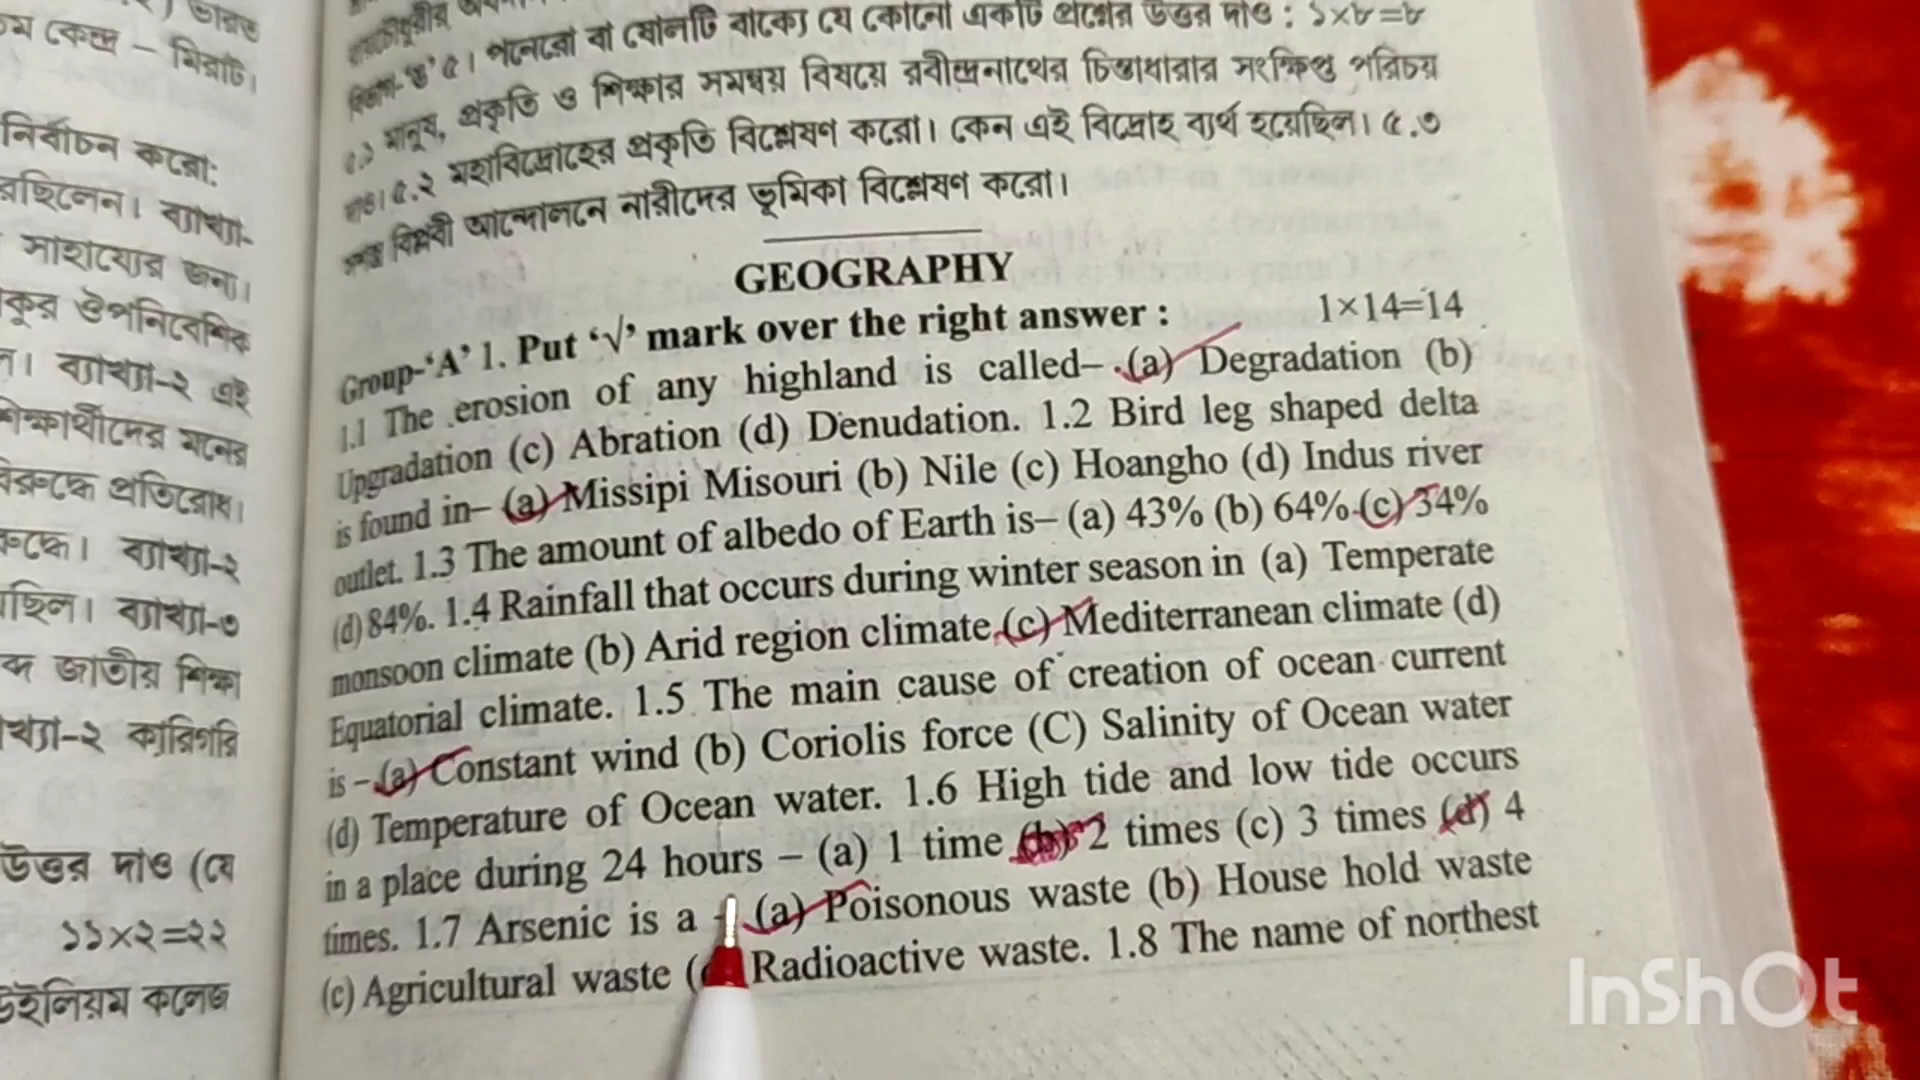 ভারত
কেন্দ্র – মিরাট।
নির্বাচন করো:
রছিলেন। ব্যাখ্যা-
সাহায্যের জন্য।
কুর ঔপনিবেশিক
ব্যাখ্যা-২ এই
শিক্ষার্থীদের মনের
বিরুদ্ধে প্রতিরোধ।
রুদ্ধে। ব্যাখ্যা-২
য়েছিল। ব্যাখ্যা-৩
জাতীয় শিক্ষা
খ্যা-২ কারিগরি
উত্তর দাও (যে
১১×২=২২
উইলিয়ম কলেজ
বিভাগ-'ঙ' ৫। পনেরো বা ষোলটি বাক্যে যে কোনো একটি প্রশ্নের উত্তর দাও : ১×৮=৮
৫.১ মানুষ, প্রকৃতি ও শিক্ষার সমন্বয় বিষয়ে রবীন্দ্রনাথের চিন্তাধারার সংক্ষিপ্ত পরিচয়
দাও। ৫.২ মহাবিদ্রোহের প্রকৃতি বিশ্লেষণ করো। কেন এই বিদ্রোহ ব্যর্থ হয়েছিল। ৫.৩
বিপ্লবী আন্দোলনে নারীদের ভূমিকা বিশ্লেষণ করো।
GEOGRAPHY
Group-‘A’ 1. Put ‘√’ mark over the right answer : 1×14=14
1.1 The erosion of any highland is called– (a) Degradation (b)
Upgradation (c) Abration (d) Denudation. 1.2 Bird leg shaped delta
is found in– (a) Missipi Misouri (b) Nile (c) Hoangho (d) Indus river
outlet. 1.3 The amount of albedo of Earth is– (a) 43% (b) 64% (c) 34%
(d) 84%. 1.4 Rainfall that occurs during winter season in (a) Temperate
monsoon climate (b) Arid region climate (c) Mediterranean climate (d)
Equatorial climate. 1.5 The main cause of creation of ocean current
is – (a) Constant wind (b) Coriolis force (C) Salinity of Ocean water
(d) Temperature of Ocean water. 1.6 High tide and low tide occurs
in a place during 24 hours – (a) 1 time (b) 2 times (c) 3 times (d) 4
times. 1.7 Arsenic is a – (a) Poisonous waste (b) House hold waste
(c) Agricultural waste ( Radioactive waste. 1.8 The name of northest
InShOt